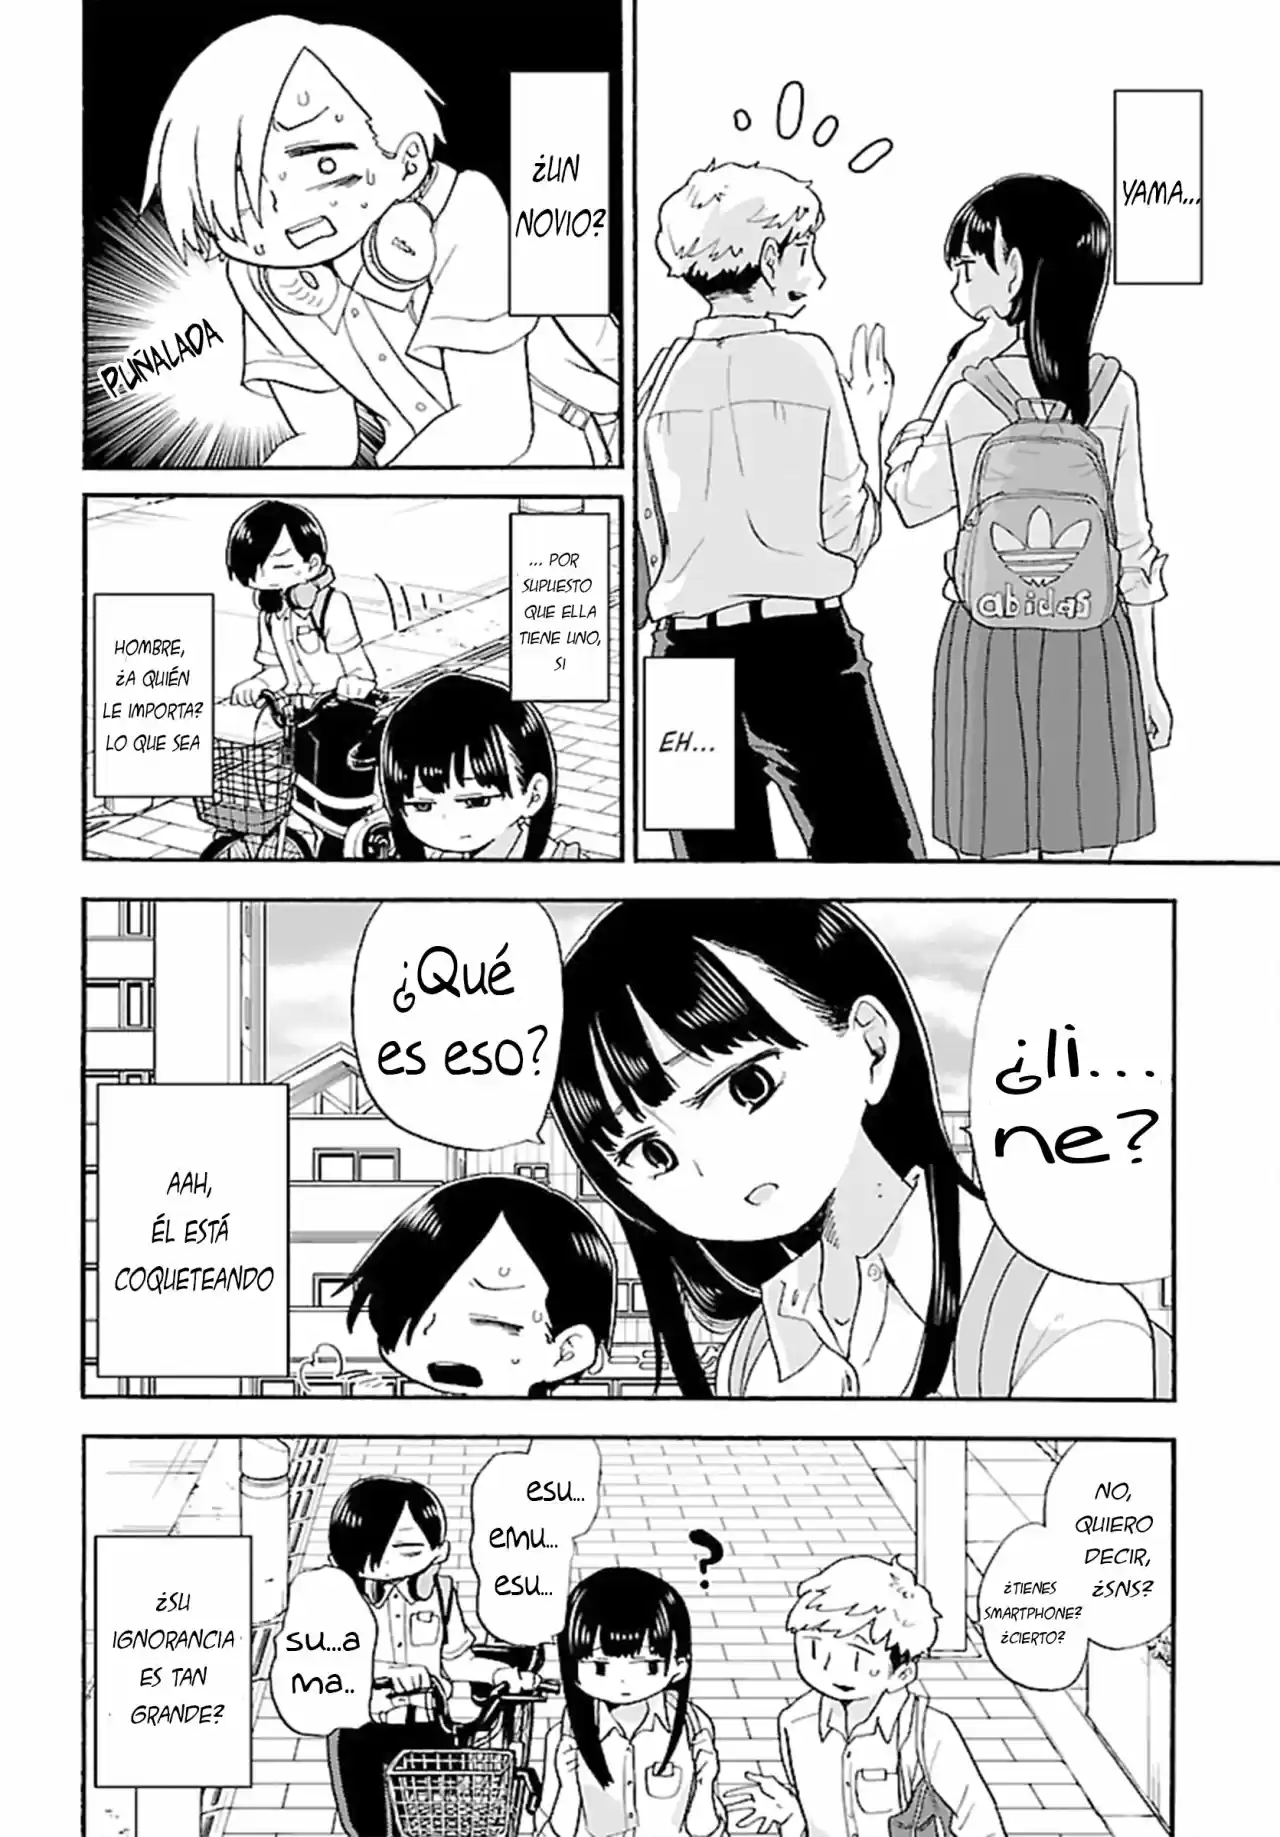 YAMA...
abidas
EH...
¿UN
NOVIO?
PUÑALADA
... POR
SUPUESTO
QUE ELLA
TIENE UNO,
SI
HOMBRE,
¿A QUIÉN
LE IMPORTA?
LO QUE SEA
¿li...
ne?
¿Qué
es eso?
AAH,
ÉL ESTÁ
COQUETEANDO
NO,
QUIERO
DECIR,
¿SNS?
¿TIENES
SMARTPHONE?
¿CIERTO?
?
esu...
emu...
esu...
su...a
ma..
¿SU
IGNORANCIA
ES TAN
GRANDE?